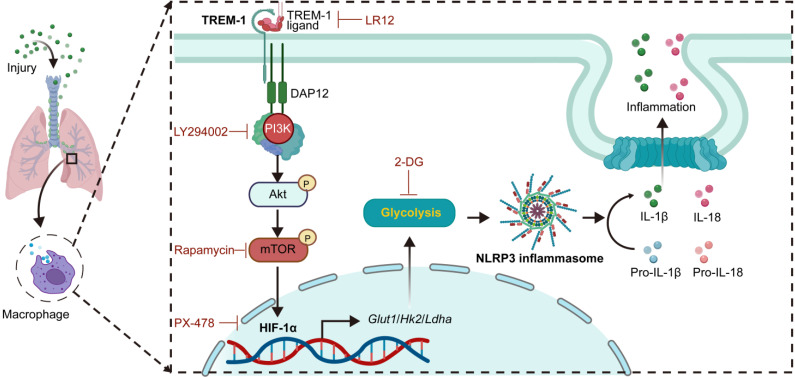 Injury
Macrophage
TREM-1
TREM-1
ligand
LR12
DAP12
LY294002
PI3K
Akt
P
Rapamycin
mTOR
P
PX-478
HIF-1α
Glut1/Hk2/Ldha
2-DG
Glycolysis
NLRP3 inflammasome
Inflammation
IL-1β
IL-18
Pro-IL-1β
Pro-IL-18